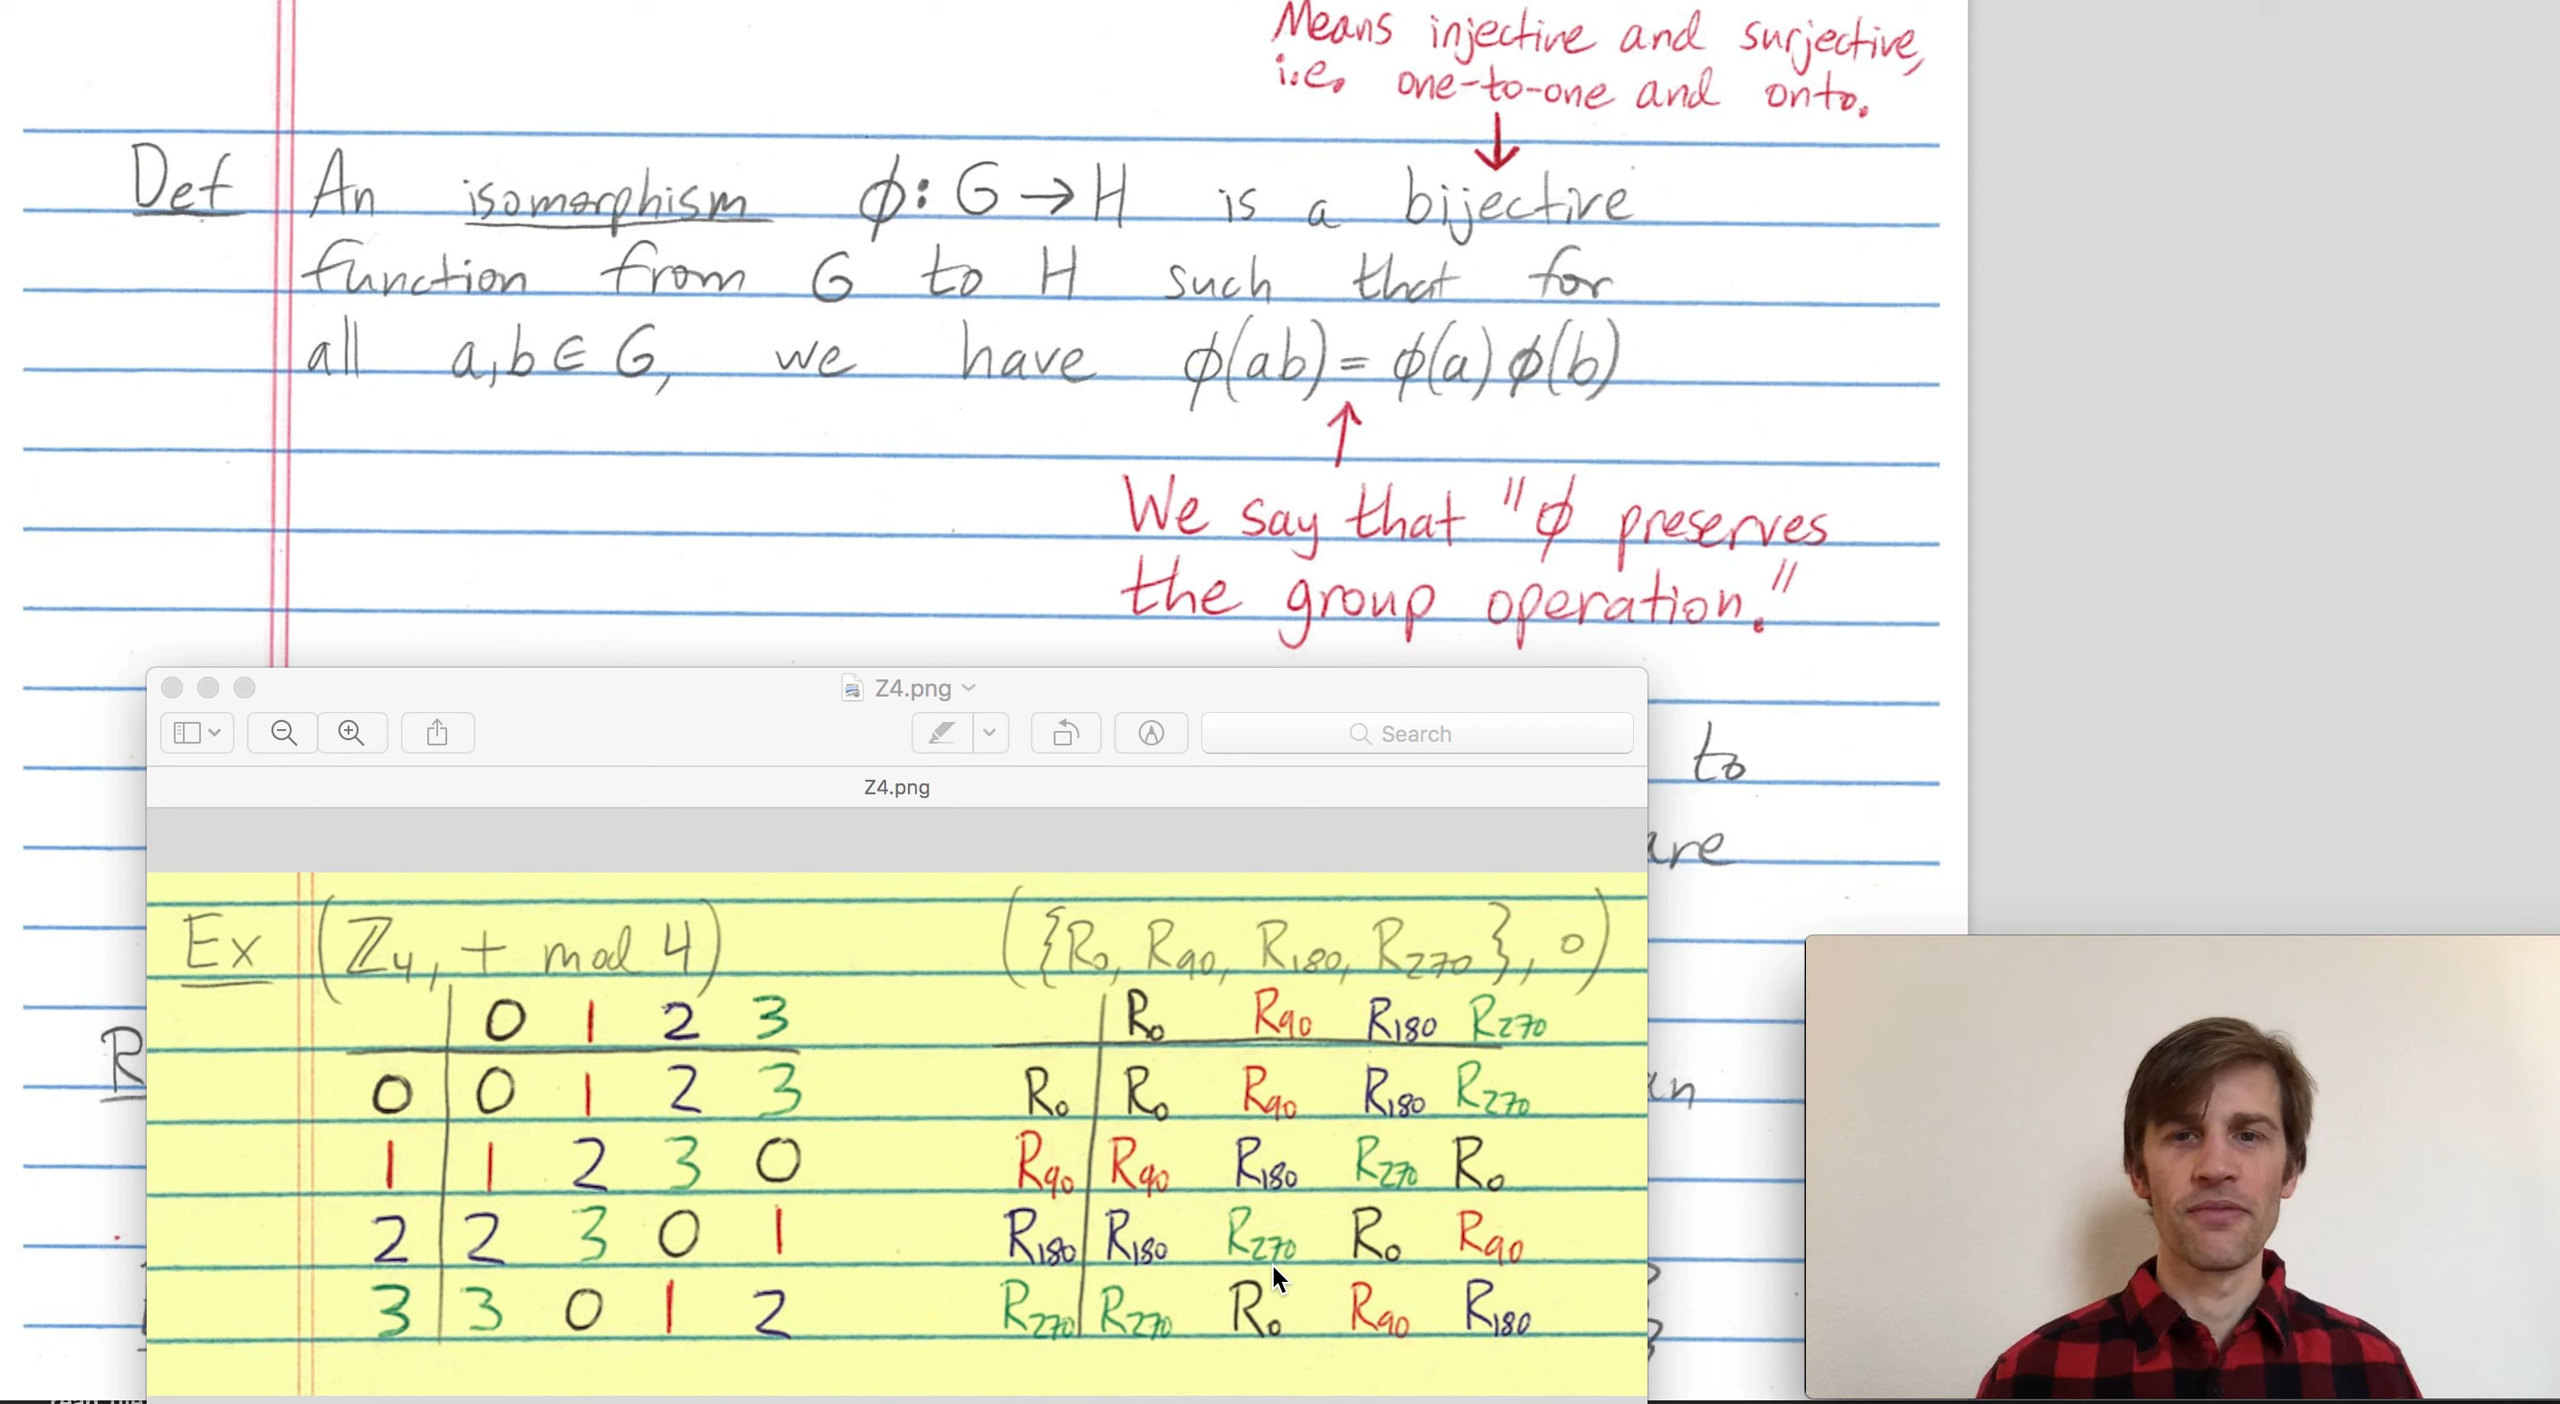 Means injective and surjective,
i.e. one-to-one and onto.
Def An isomorphism ϕ: G → H is a bijective
function from G to H such that for
all a,b ∈ G, we have ϕ(ab) = ϕ(a) ϕ(b)
We say that "ϕ preserves
the group operation."
Z4.png
Search
Z4.png
to
are
Ex (ℤ₄, + mod 4) ({R₀, R₉₀, R₁₈₀, R₂₇₀}, ∘)
0 1 2 3 R₀ R₉₀ R₁₈₀ R₂₇₀
0 0 1 2 3 R₀ R₀ R₉₀ R₁₈₀ R₂₇₀
1 1 2 3 0 R₉₀ R₉₀ R₁₈₀ R₂₇₀ R₀
2 2 3 0 1 R₁₈₀ R₁₈₀ R₂₇₀ R₀ R₉₀
3 3 0 1 2 R₂₇₀ R₂₇₀ R₀ R₉₀ R₁₈₀